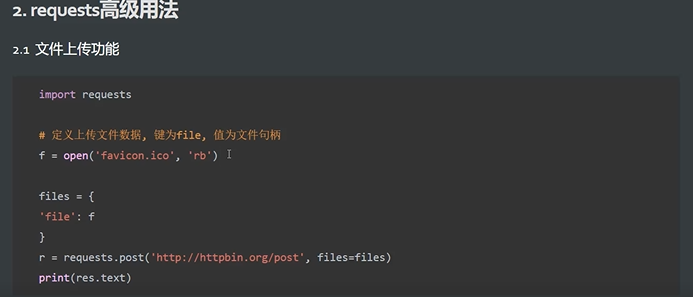 2. requests高级用法
2.1 文件上传功能
import requests
# 定义上传文件数据, 键为file, 值为文件句柄
f = open('favicon.ico', 'rb')
files = {
'file': f
}
r = requests.post('http://httpbin.org/post', files=files)
print(res.text)